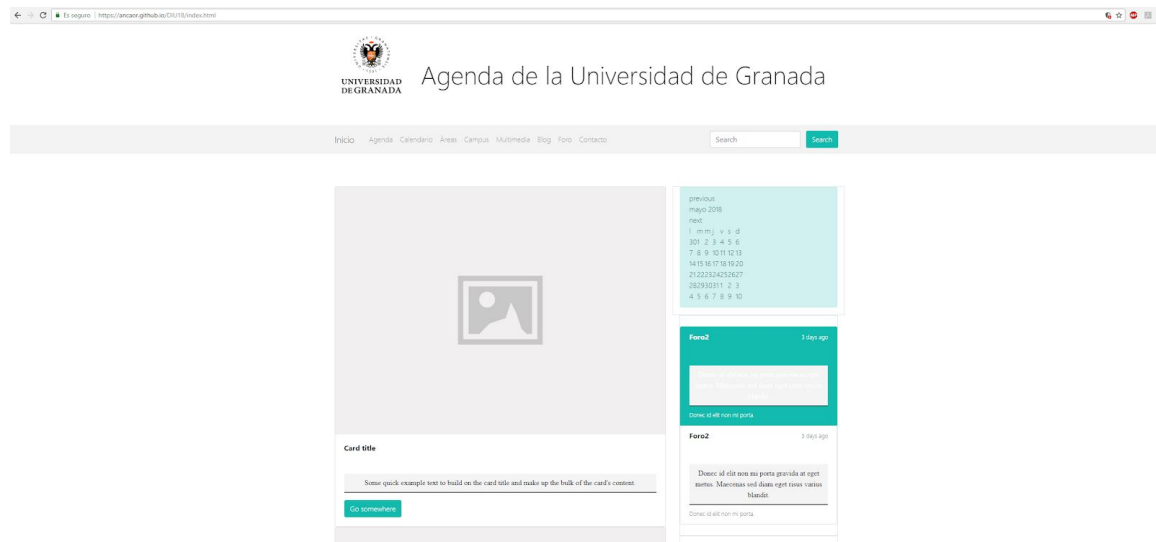 Es seguro | https://ancaor.github.io/DIU18/index.html
UNIVERSIDAD
DE GRANADA
Agenda de la Universidad de Granada
Inicio Agenda Calendario Áreas Campus Multimedia Blog Foro Contacto Search Search
previous
mayo 2018
next
l m m j v s d
30 1 2 3 4 5 6
7 8 9 10 11 12 13
14 15 16 17 18 19 20
21 22 23 24 25 26 27
28 29 30 31 1 2 3
4 5 6 7 8 9 10
Foro2 3 days ago
Donec id elit non mi porta.
Foro2 3 days ago
Donec id elit non mi porta gravida at eget
metus. Maecenas sed diam eget risus varius
blandit.
Donec id elit non mi porta.
Card title
Some quick example text to build on the card title and make up the bulk of the card's content.
Go somewhere